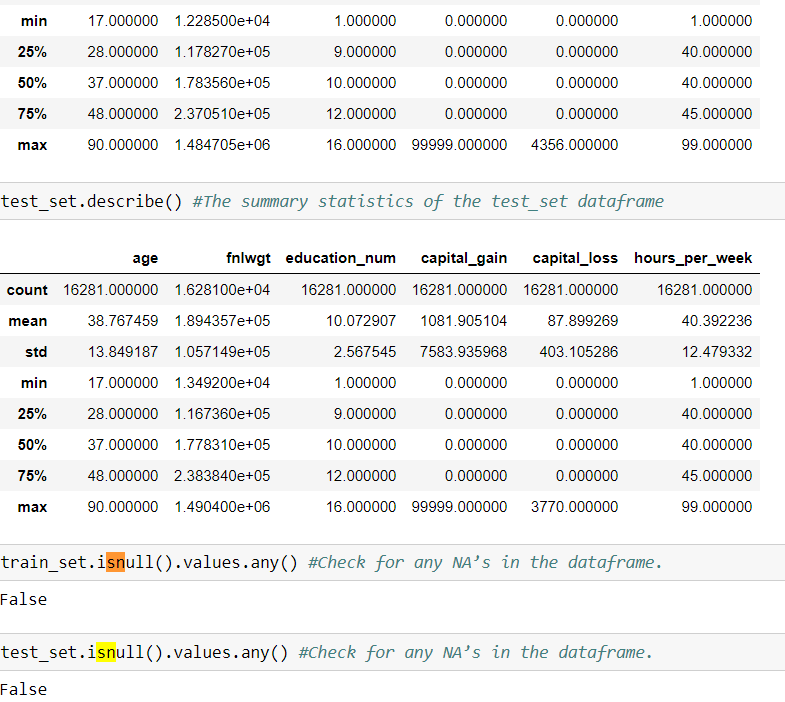 min 17.000000 1.228500e+04 1.000000 0.000000 0.000000 1.000000
25% 28.000000 1.178270e+05 9.000000 0.000000 0.000000 40.000000
50% 37.000000 1.783560e+05 10.000000 0.000000 0.000000 40.000000
75% 48.000000 2.370510e+05 12.000000 0.000000 0.000000 45.000000
max 90.000000 1.484705e+06 16.000000 99999.000000 4356.000000 99.000000
test_set.describe() #The summary statistics of the test_set dataframe
age fnlwgt education_num capital_gain capital_loss hours_per_week
count 16281.000000 1.628100e+04 16281.000000 16281.000000 16281.000000 16281.000000
mean 38.767459 1.894357e+05 10.072907 1081.905104 87.899269 40.392236
std 13.849187 1.057149e+05 2.567545 7583.935968 403.105286 12.479332
min 17.000000 1.349200e+04 1.000000 0.000000 0.000000 1.000000
25% 28.000000 1.167360e+05 9.000000 0.000000 0.000000 40.000000
50% 37.000000 1.778310e+05 10.000000 0.000000 0.000000 40.000000
75% 48.000000 2.383840e+05 12.000000 0.000000 0.000000 45.000000
max 90.000000 1.490400e+06 16.000000 99999.000000 3770.000000 99.000000
train_set.isnull().values.any() #Check for any NA’s in the dataframe.
False
test_set.isnull().values.any() #Check for any NA’s in the dataframe.
False